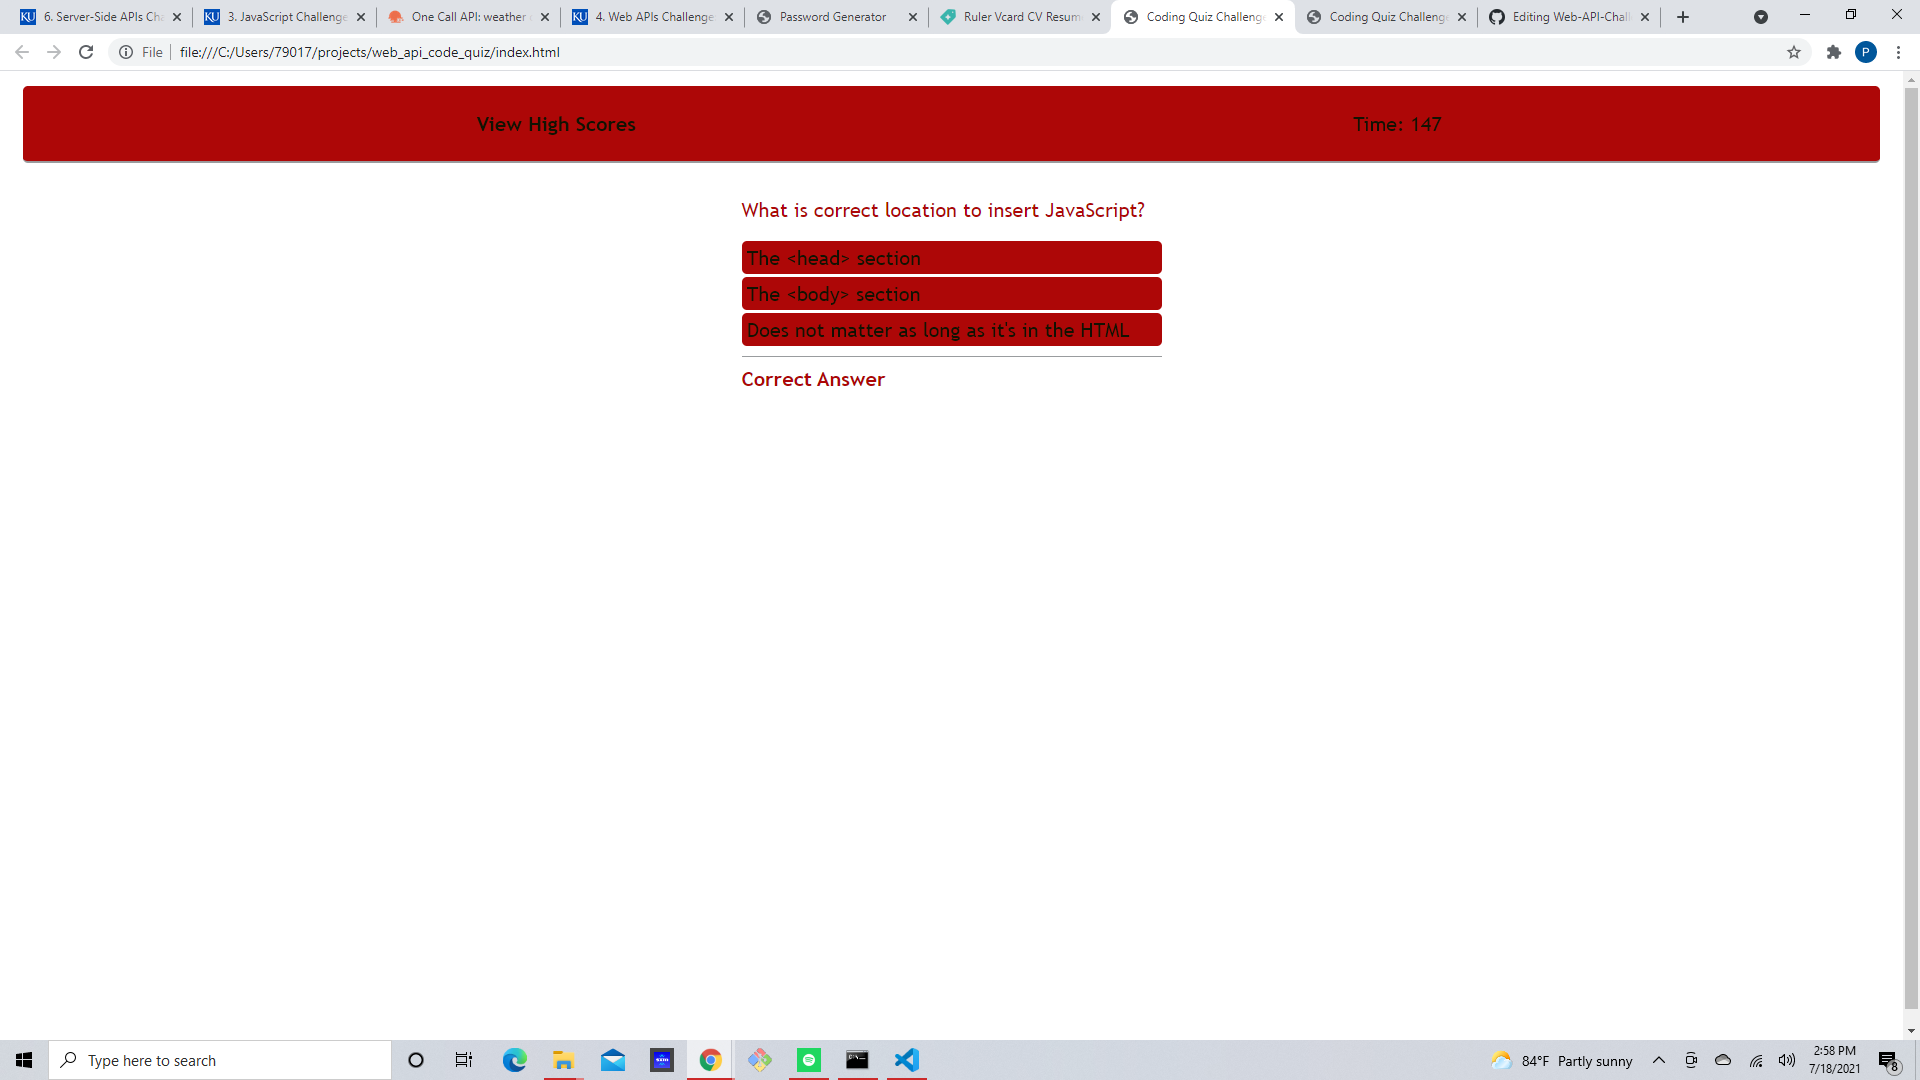 6. Server-Side APIs Cha
3. JavaScript Challenge
One Call API: weather
4. Web APIs Challenge
Password Generator
Ruler Vcard CV Resum
Coding Quiz Challenge
Coding Quiz Challenge
Editing Web-API-Chall
File
file:///C:/Users/79017/projects/web_api_code_quiz/index.html
P
View High Scores
Time: 147
What is correct location to insert JavaScript?
The <head> section
The <body> section
Does not matter as long as it's in the HTML
Correct Answer
Type here to search
84°F Partly sunny
2:58 PM
7/18/2021
8